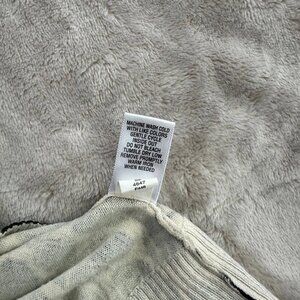 MACHINE WASH COLD
WITH LIKE COLORS
GENTLE CYCLE
INSIDE OUT
DO NOT BLEACH
TUMBLE DRY LOW
REMOVE PROMPTLY
WARM IRON
WHEN NEEDED